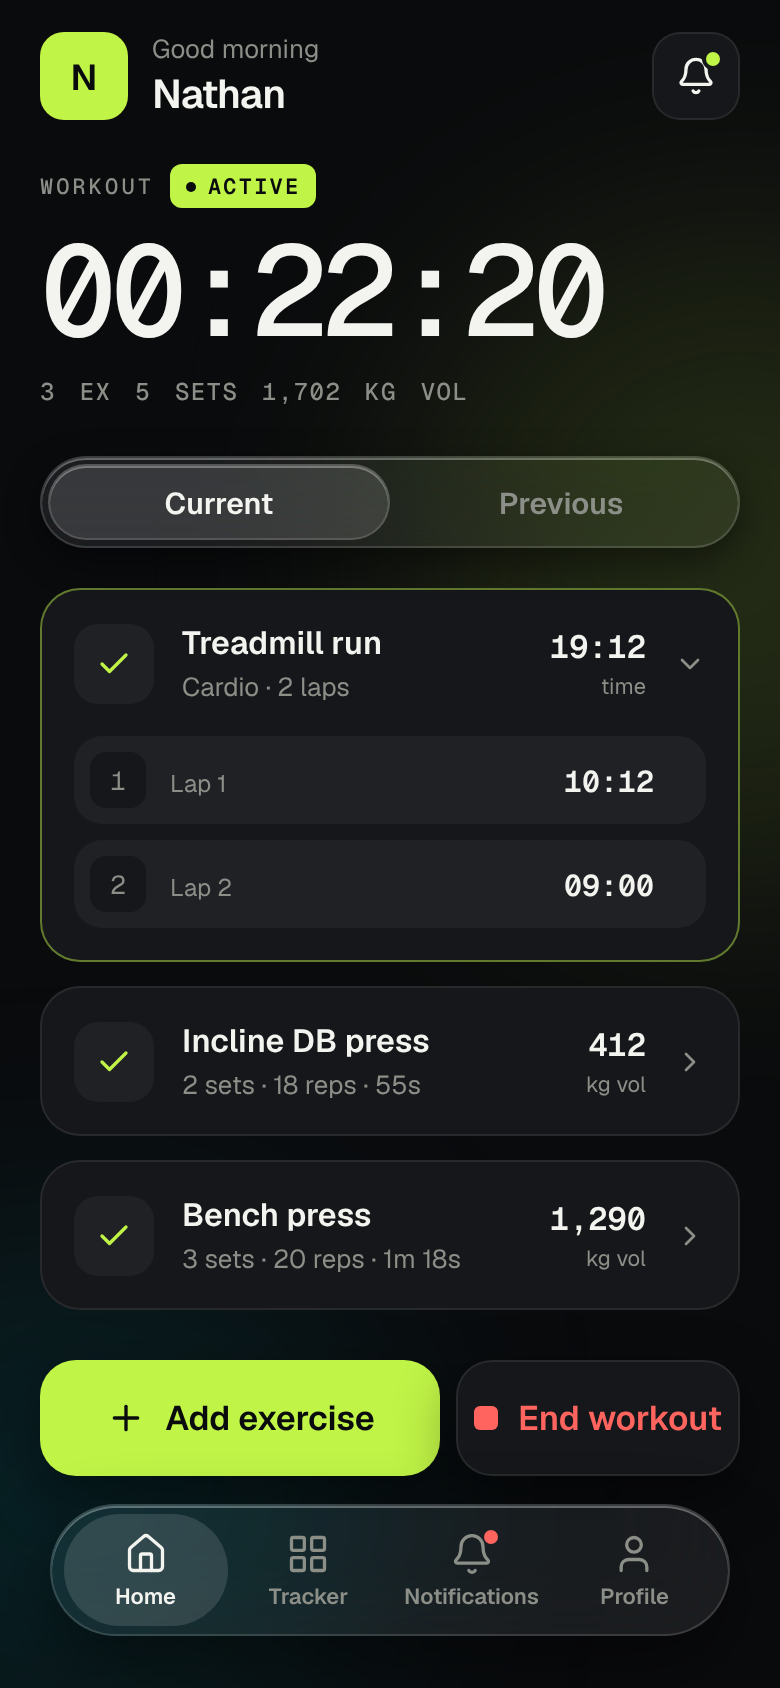 N
Good morning
Nathan
WORKOUT
ACTIVE
00:22:20
3 EX 5 SETS 1,702 KG VOL
Current
Previous
Treadmill run
19:12
Cardio · 2 laps
time
1
Lap 1
10:12
2
Lap 2
09:00
Incline DB press
412
2 sets · 18 reps · 55s
kg vol
Bench press
1,290
3 sets · 20 reps · 1m 18s
kg vol
Add exercise
End workout
Home
Tracker
Notifications
Profile